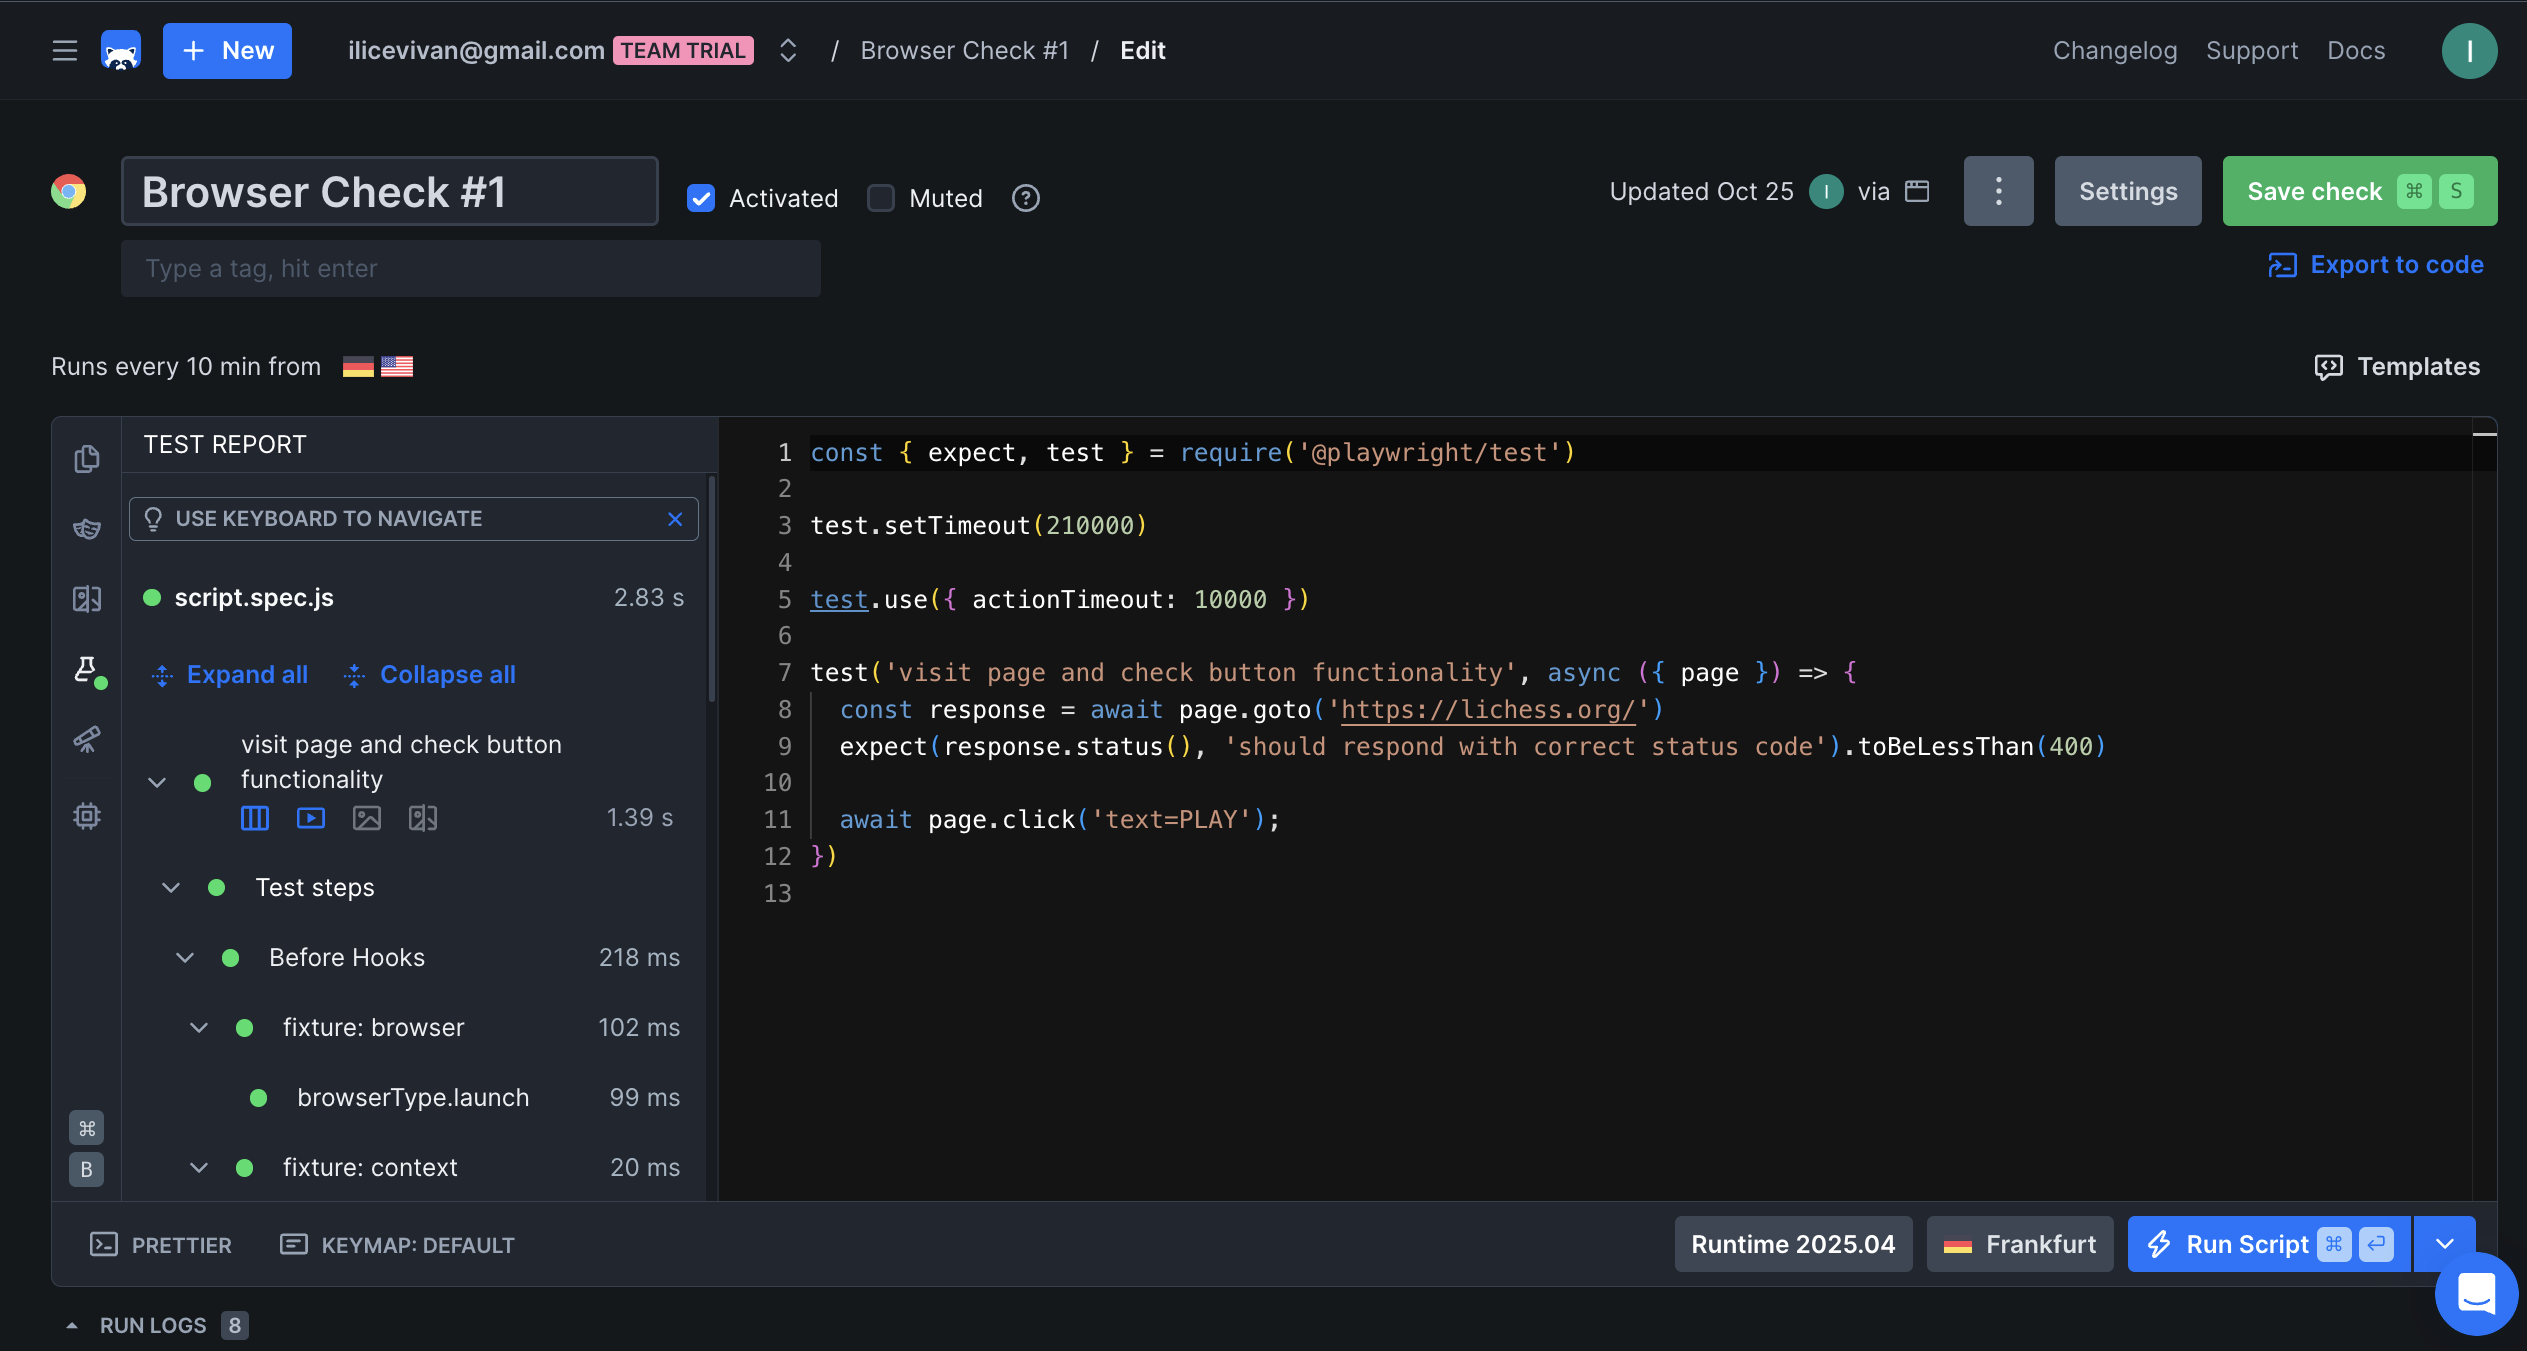 New ilicevivan@gmail.com TEAM TRIAL / Browser Check #1 / Edit Changelog Support Docs I
Browser Check #1 Activated Muted ? Updated Oct 25 I via Settings Save check ⌘ S
Type a tag, hit enter Export to code
Runs every 10 min from Templates
TEST REPORT
USE KEYBOARD TO NAVIGATE
script.spec.js 2.83 s
Expand all Collapse all
visit page and check button
functionality
1.39 s
Test steps
Before Hooks 218 ms
fixture: browser 102 ms
browserType.launch 99 ms
fixture: context 20 ms
⌘
B
1 const { expect, test } = require('@playwright/test')
2
3 test.setTimeout(210000)
4
5 test.use({ actionTimeout: 10000 })
6
7 test('visit page and check button functionality', async ({ page }) => {
8 const response = await page.goto('https://lichess.org/')
9 expect(response.status(), 'should respond with correct status code').toBeLessThan(400)
10
11 await page.click('text=PLAY');
12 })
13
PRETTIER KEYMAP: DEFAULT Runtime 2025.04 Frankfurt Run Script ⌘ ↵
RUN LOGS 8